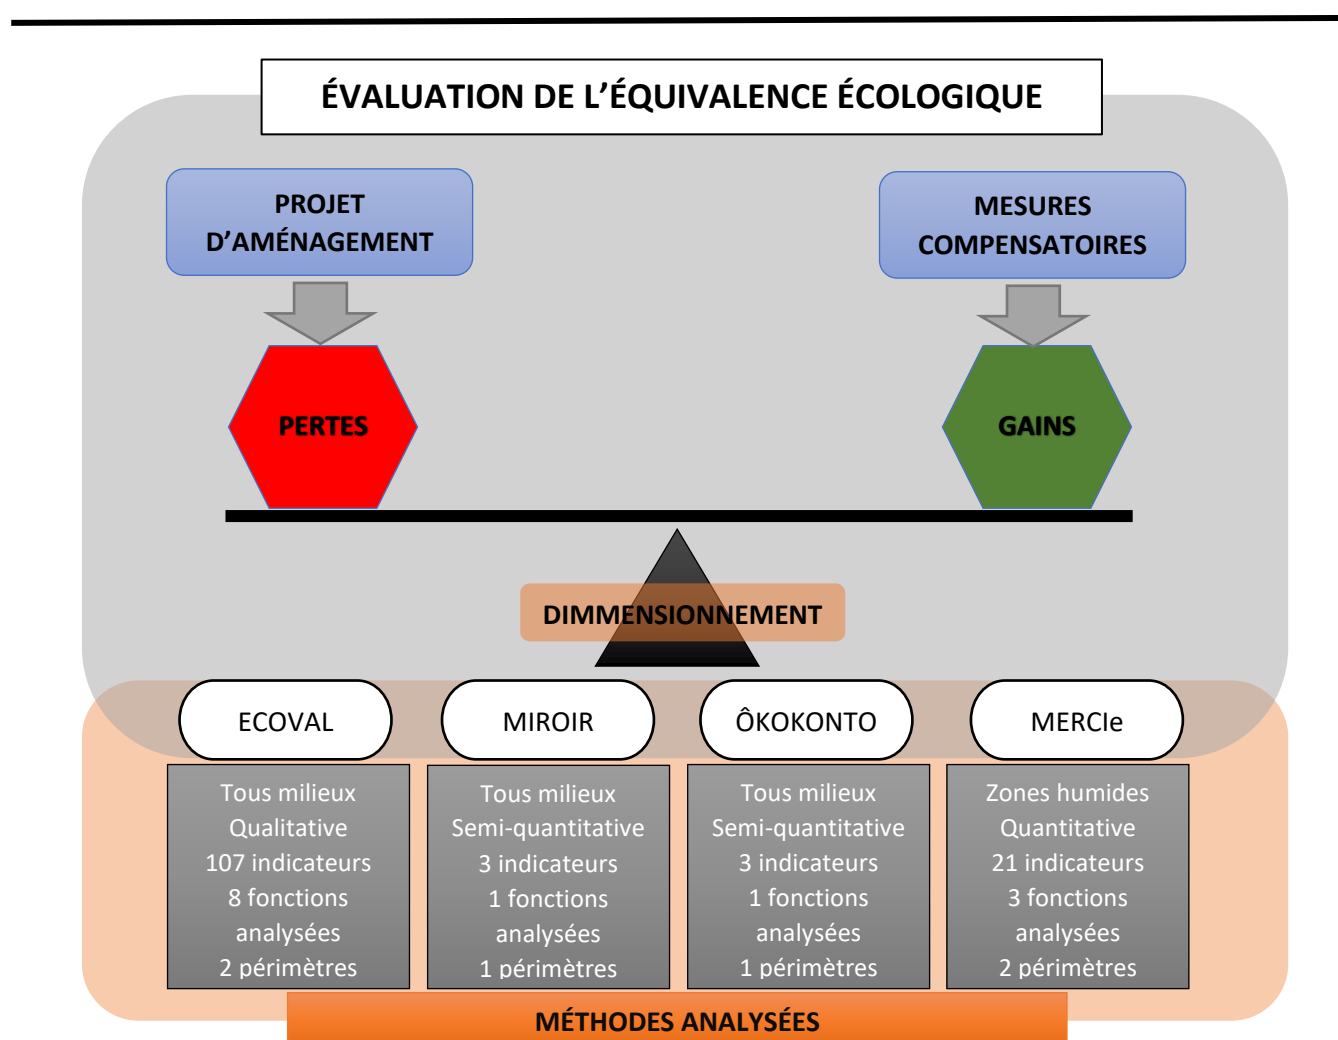 ÉVALUATION DE L’ÉQUIVALENCE ÉCOLOGIQUE
PROJET
D’AMÉNAGEMENT
MESURES
COMPENSATOIRES
PERTES
GAINS
DIMMENSIONNEMENT
ECOVAL
Tous milieux
Qualitative
107 indicateurs
8 fonctions
analysées
2 périmètres
MIROIR
Tous milieux
Semi-quantitative
3 indicateurs
1 fonctions
analysées
1 périmètres
ÔKOKONTO
Tous milieux
Semi-quantitative
3 indicateurs
1 fonctions
analysées
1 périmètres
MERCIe
Zones humides
Quantitative
21 indicateurs
3 fonctions
analysées
2 périmètres
MÉTHODES ANALYSÉES